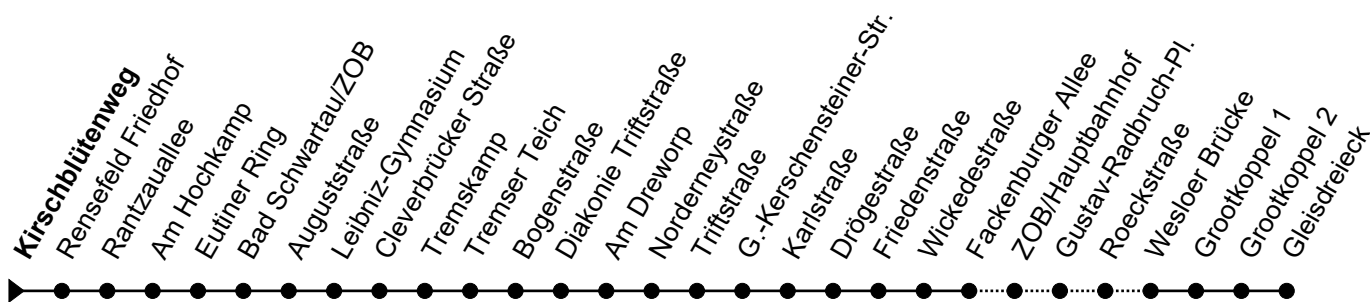 Kirschblütenweg
Rensefeld Friedhof
Rantzauallee
Am Hochkamp
Eutiner Ring
Bad Schwartau/ZOB
Auguststraße
Leibniz-Gymnasium
Cleverbrücker Straße
Tremskamp
Tremser Teich
Bogenstraße
Diakonie Triftstraße
Am Dreworp
Norderneystraße
Triftstraße
G.-Kerschensteiner-Str.
Karlstraße
Drögestraße
Friedenstraße
Wickedestraße
Fackenburger Allee
ZOB/Hauptbahnhof
Gustav-Radbruch-Pl.
Roeckstraße
Wesloer Brücke
Grootkoppel 1
Grootkoppel 2
Gleisdreieck